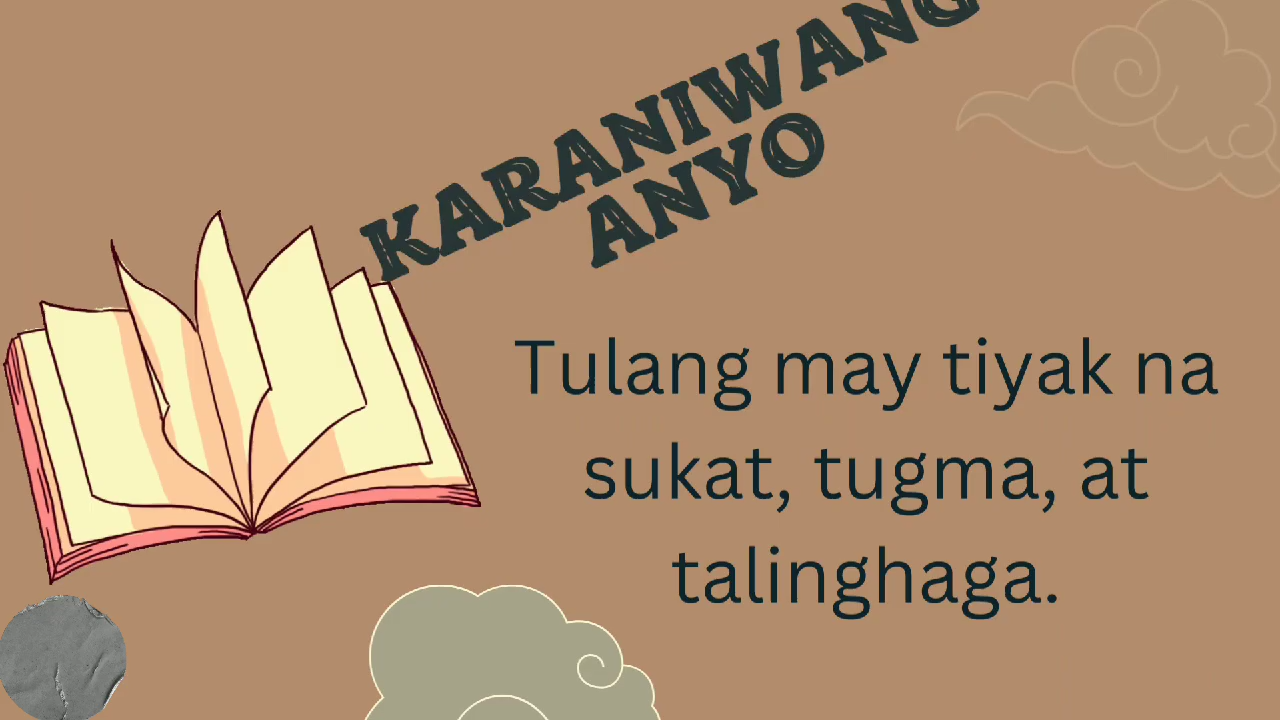 KARANIWANG
ANYO
Tulang may tiyak na
sukat, tugma, at
talinghaga.